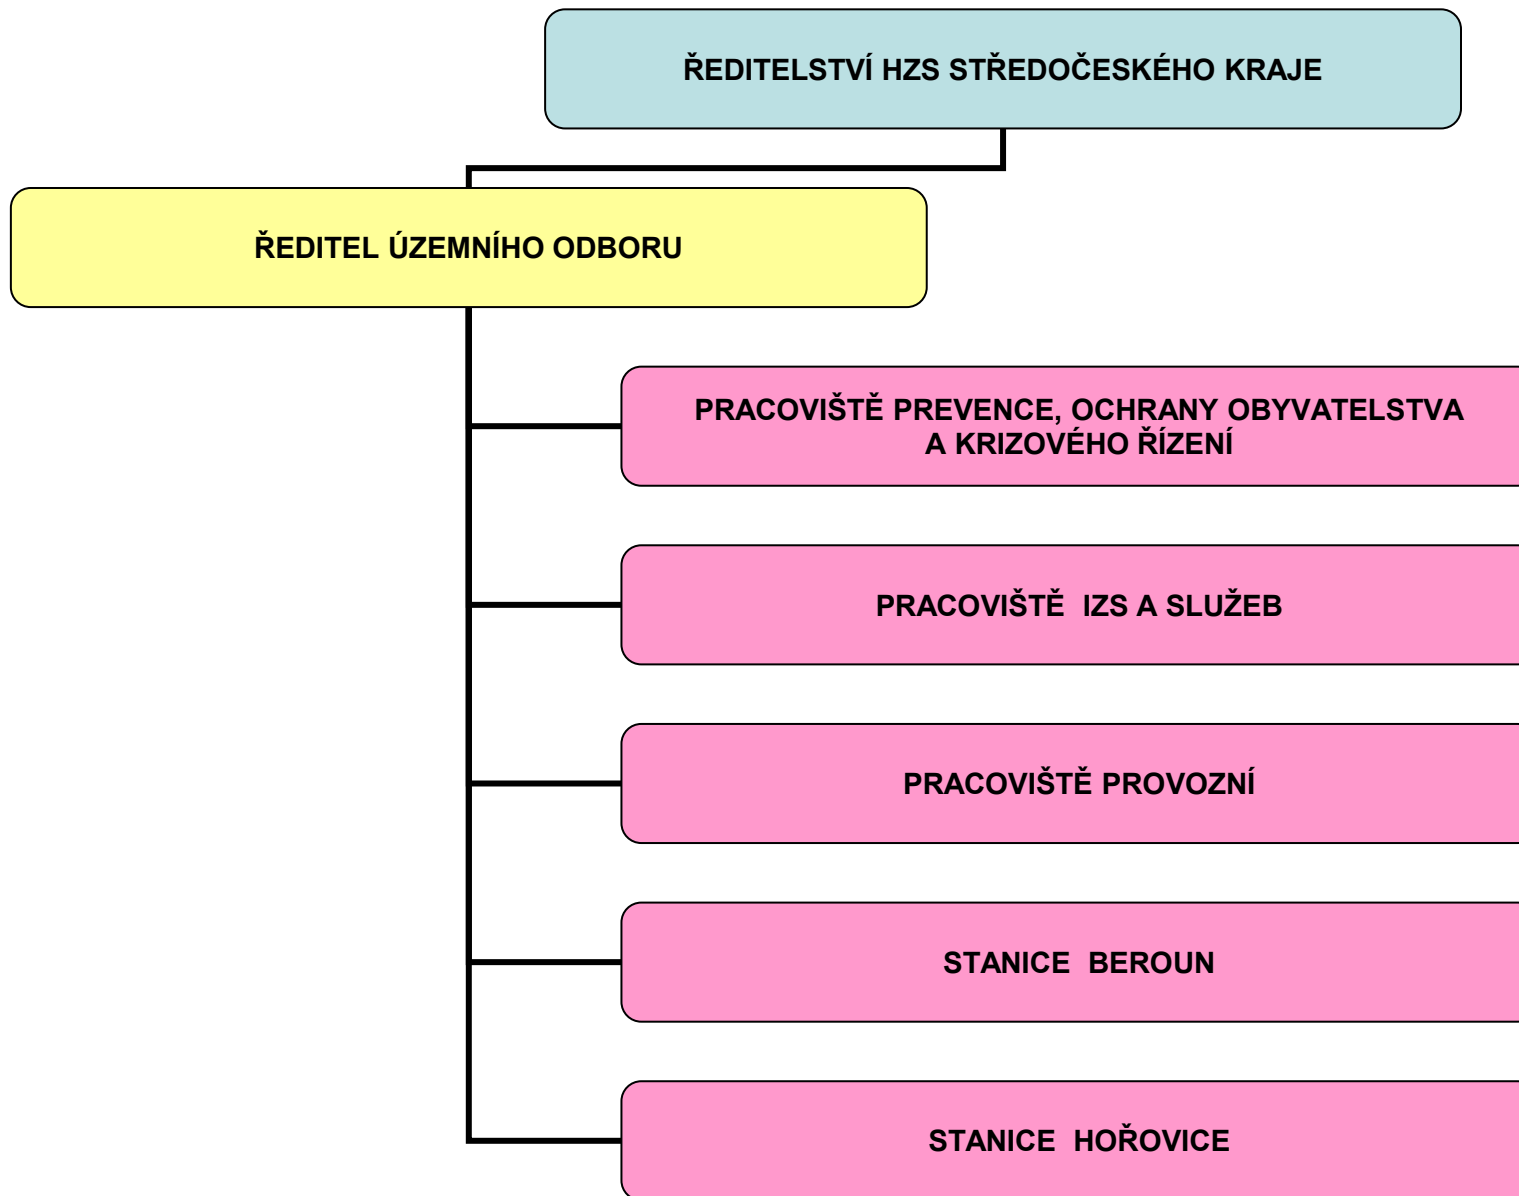 ŘEDITELSTVÍ HZS STŘEDOČESKÉHO KRAJE
ŘEDITEL ÚZEMNÍHO ODBORU
PRACOVIŠTĚ PREVENCE, OCHRANY OBYVATELSTVA
A KRIZOVÉHO ŘÍZENÍ
PRACOVIŠTĚ IZS A SLUŽEB
PRACOVIŠTĚ PROVOZNÍ
STANICE BEROUN
STANICE HOŘOVICE